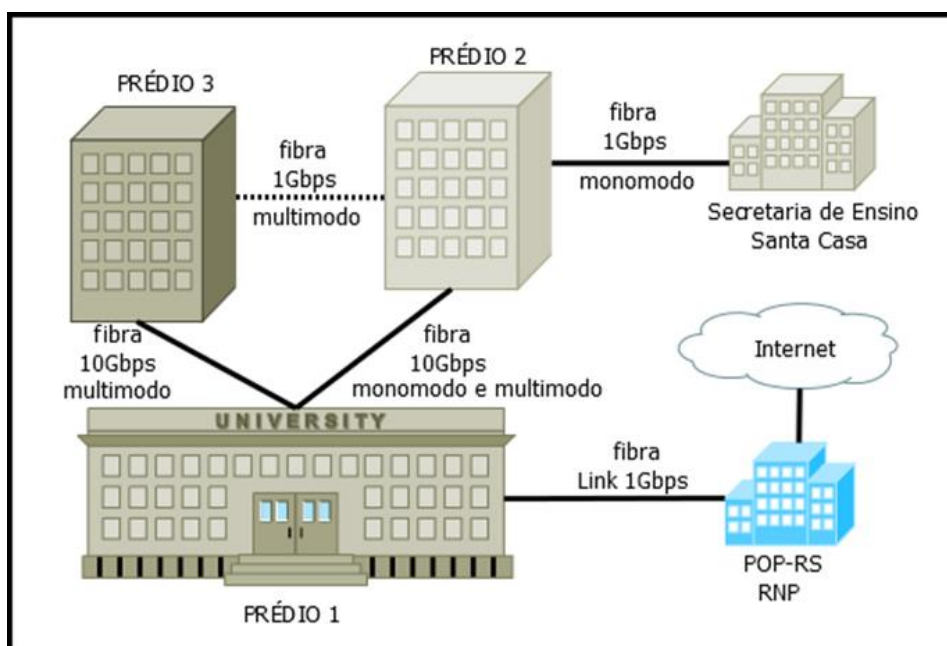 PRÉDIO 3
PRÉDIO 2
fibra
1Gbps
multimodo
fibra
1Gbps
monomodo
Secretaria de Ensino
Santa Casa
fibra
10Gbps
multimodo
fibra
10Gbps
monomodo e multimodo
Internet
UNIVERSITY
fibra
Link 1Gbps
POP-RS
RNP
PRÉDIO 1